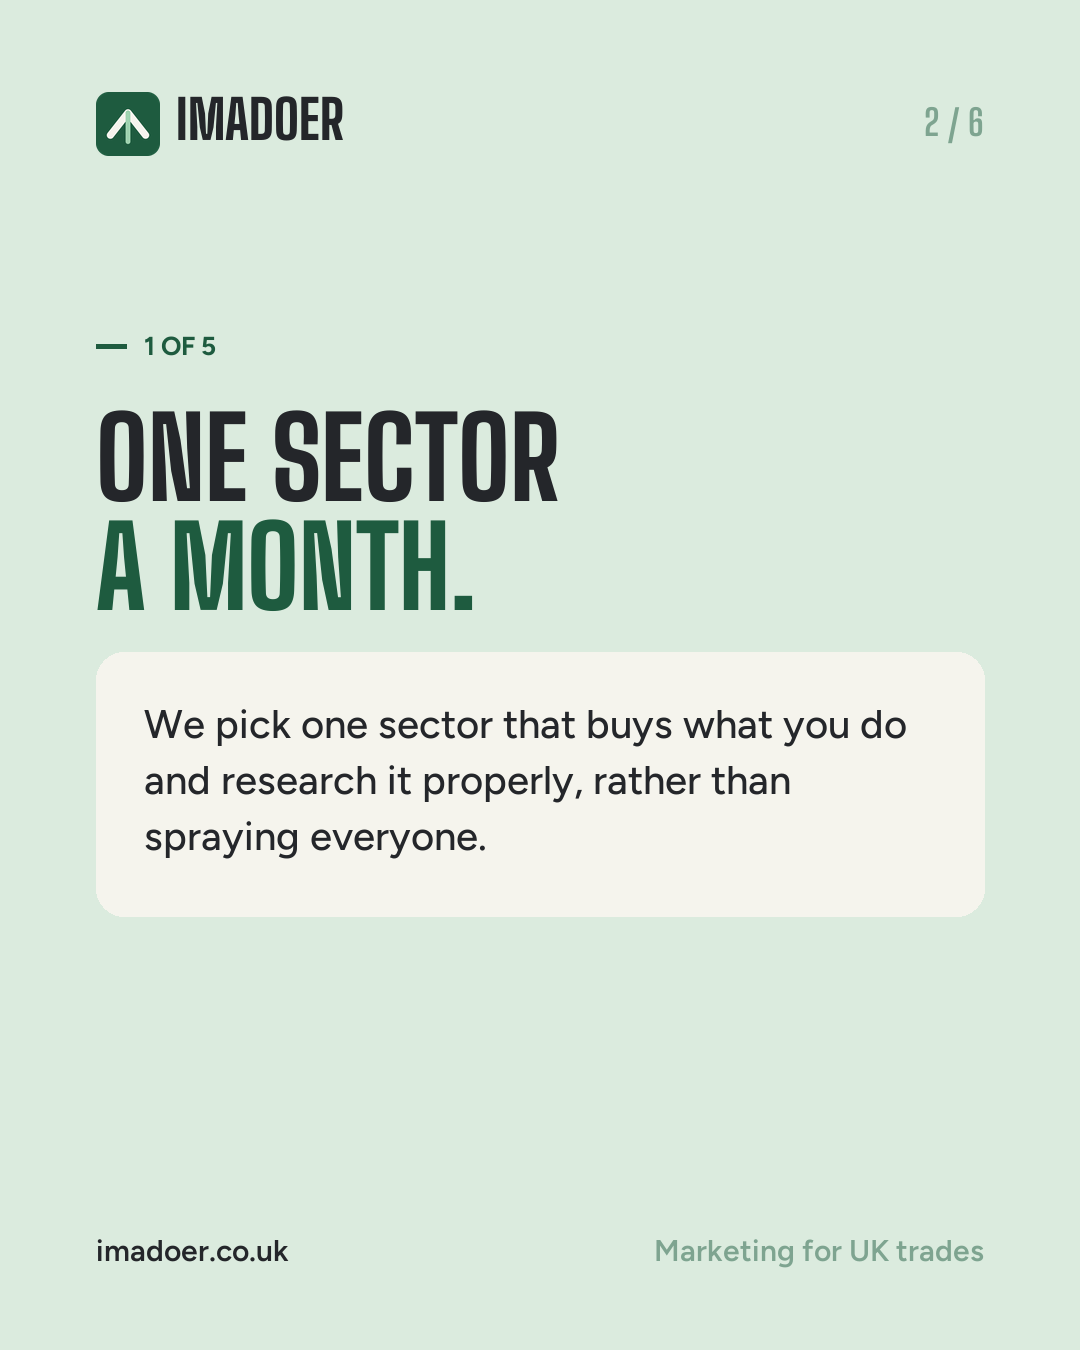 IMADOER
2 / 6
1 OF 5
ONE SECTOR
A MONTH.
We pick one sector that buys what you do
and research it properly, rather than
spraying everyone.
imadoer.co.uk
Marketing for UK trades